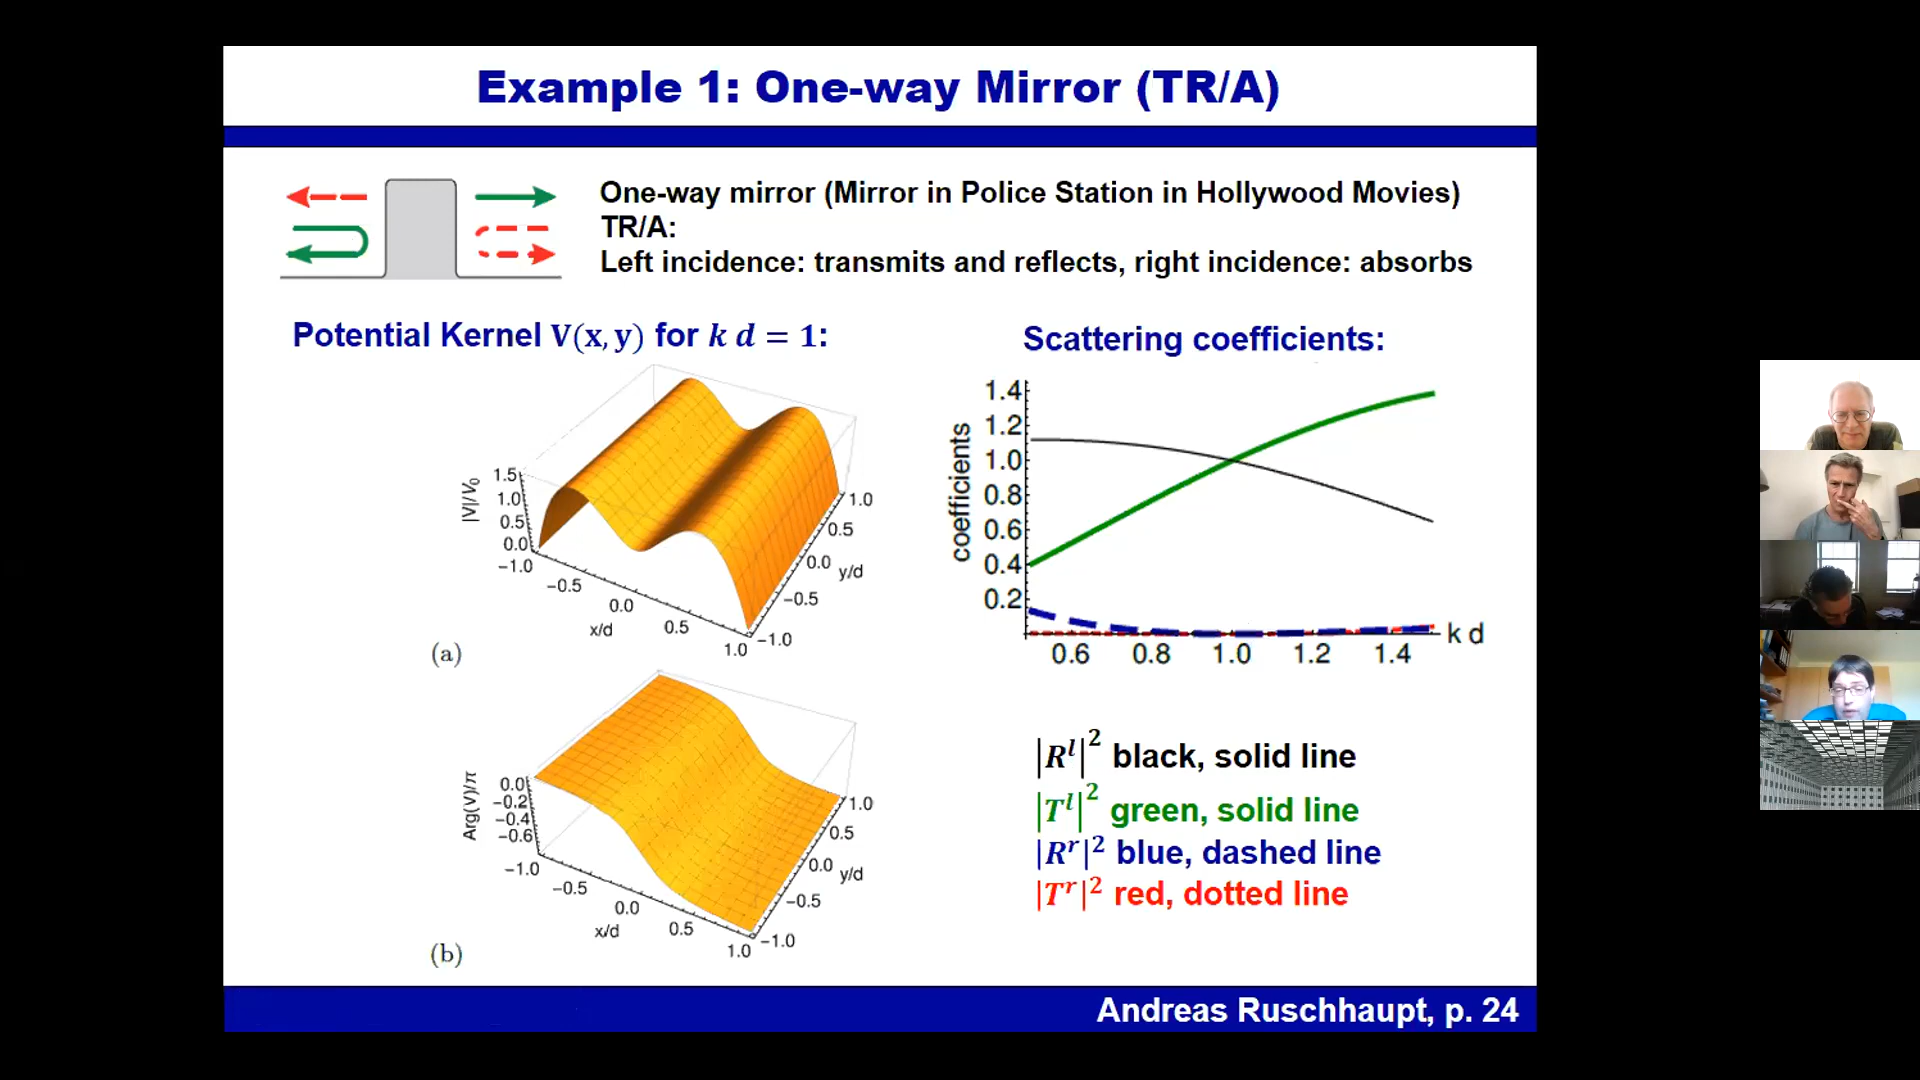 Example 1: One-way Mirror (TR/A)
One-way mirror (Mirror in Police Station in Hollywood Movies)
TR/A:
Left incidence: transmits and reflects, right incidence: absorbs
Potential Kernel V(x, y) for k d = 1:
|V|/V₀
1.5
1.0
0.5
0.0
-1.0
-0.5
0.0
0.5
1.0
x/d
1.0
0.5
0.0
-0.5
-1.0
y/d
(a)
Arg(V)/π
0.0
-0.2
-0.4
-0.6
-1.0
-0.5
0.0
0.5
1.0
x/d
1.0
0.5
0.0
-0.5
-1.0
y/d
(b)
Scattering coefficients:
coefficients
1.4
1.2
1.0
0.8
0.6
0.4
0.2
0.6 0.8 1.0 1.2 1.4
k d
|Rˡ|² black, solid line
|Tˡ|² green, solid line
|Rʳ|² blue, dashed line
|Tʳ|² red, dotted line
Andreas Ruschhaupt, p. 24